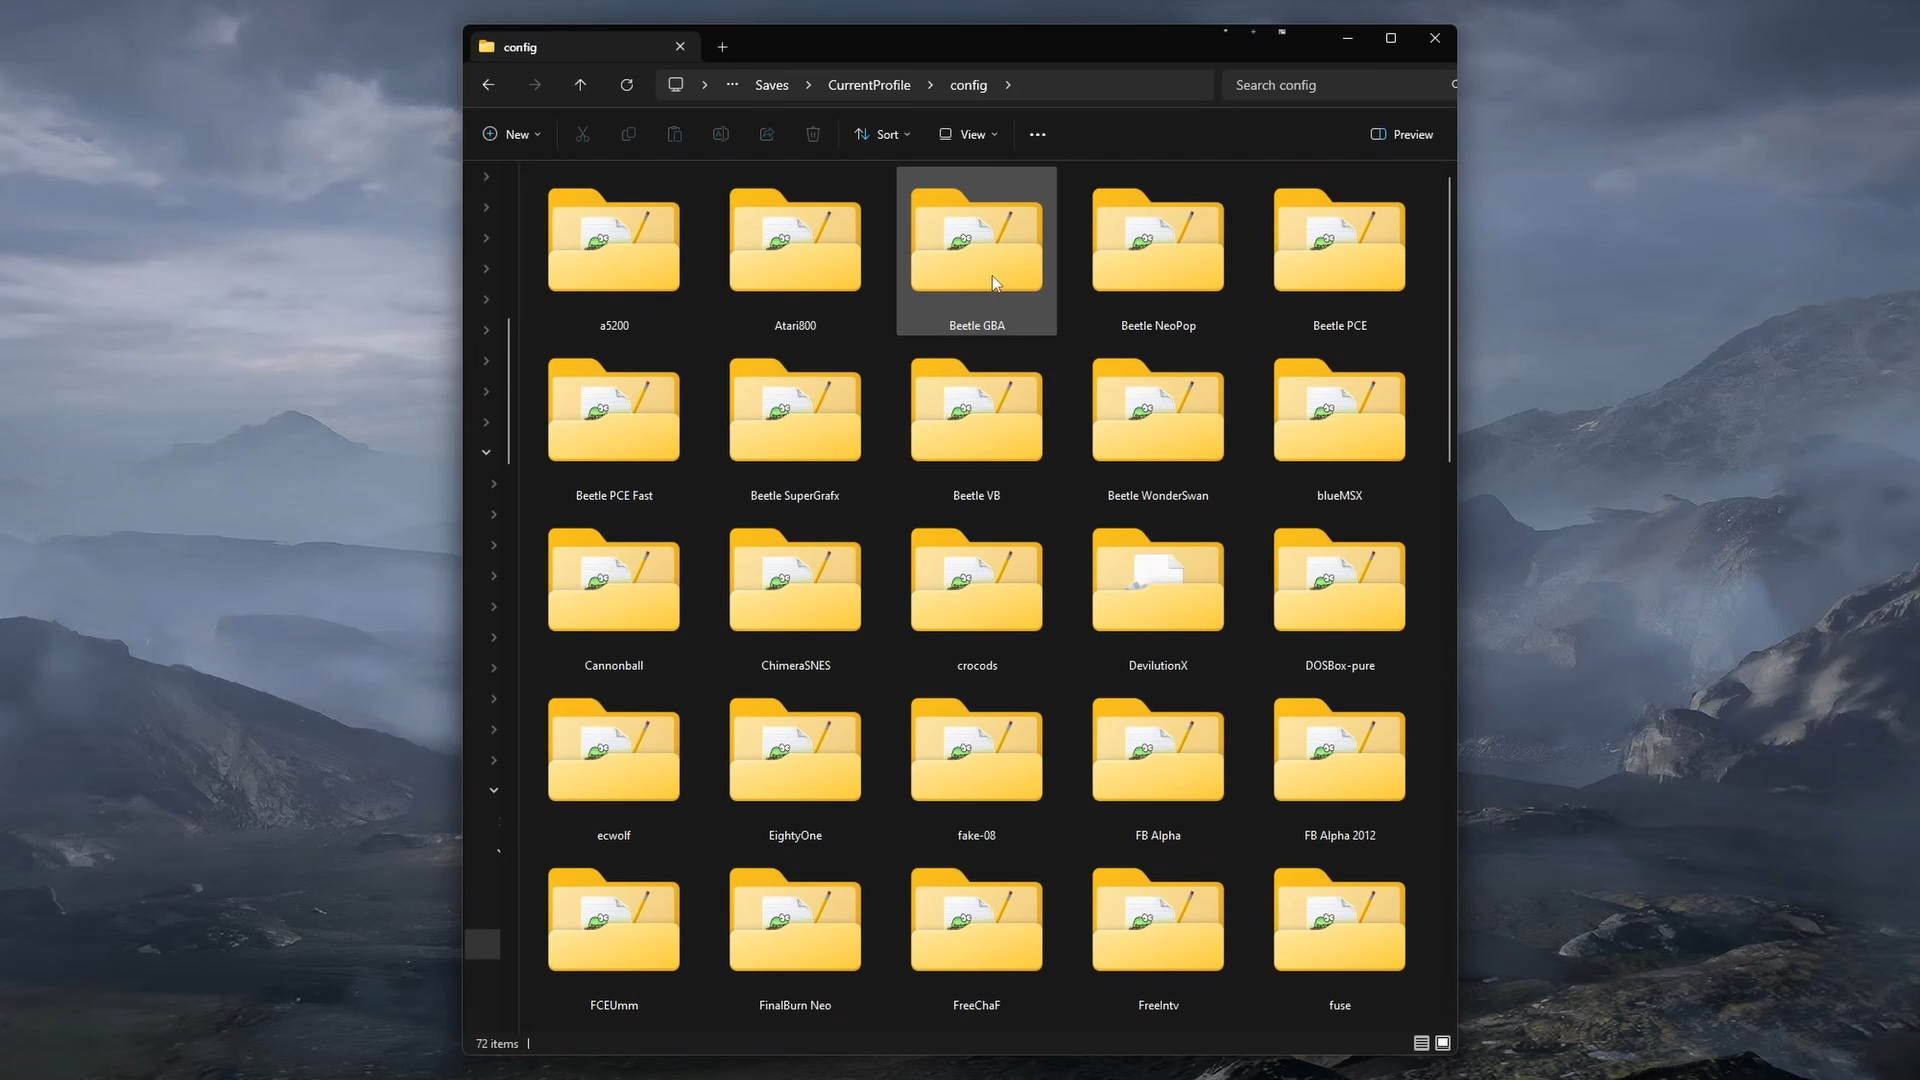 config
Saves CurrentProfile config
Search config
New
Sort
View
Preview
a5200
Atari800
Beetle GBA
Beetle NeoPop
Beetle PCE
Beetle PCE Fast
Beetle SuperGrafx
Beetle VB
Beetle WonderSwan
blueMSX
Cannonball
ChimeraSNES
crocods
DevilutionX
DOSBox-pure
ecwolf
EightyOne
fake-08
FB Alpha
FB Alpha 2012
FCEUmm
FinalBurn Neo
FreeChaF
FreeIntv
fuse
72 items